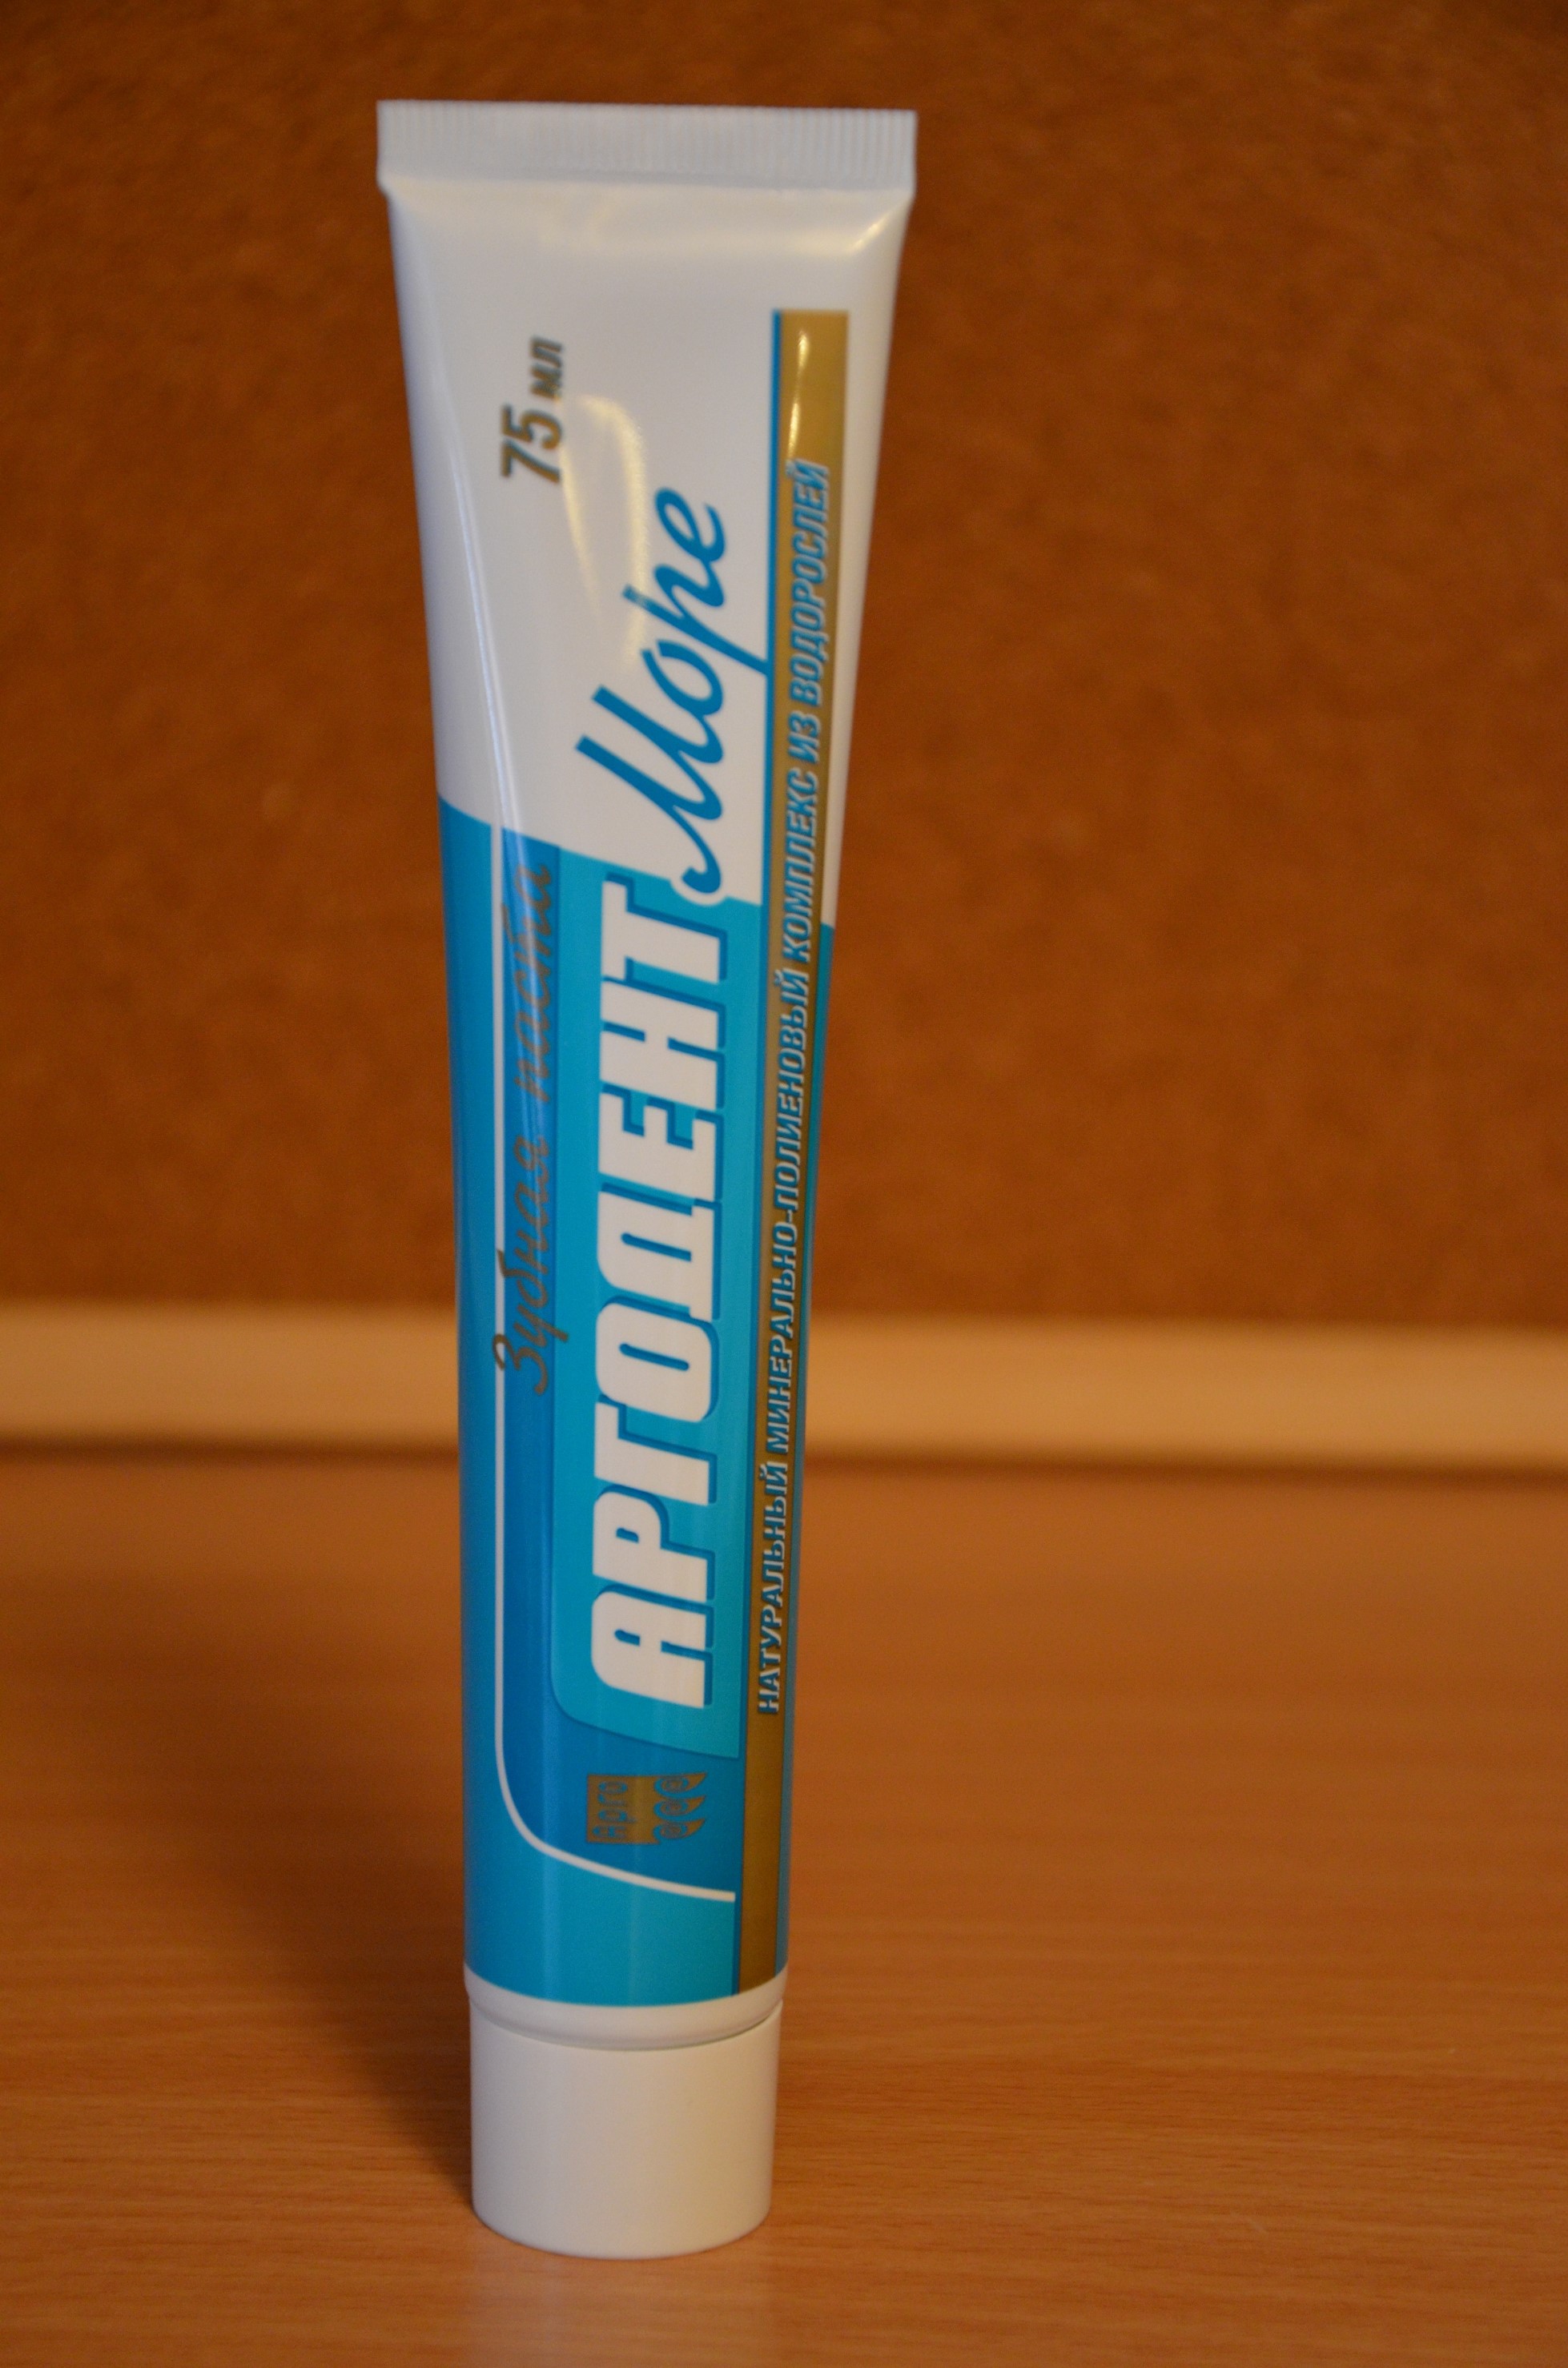 75 мл
Зубная паста
арго
АРГОДЕНТ Море
НАТУРАЛЬНЫЙ МИНЕРАЛЬНО-ПОЛИЕНОВЫЙ КОМПЛЕКС ИЗ ВОДОРОСЛЕЙ